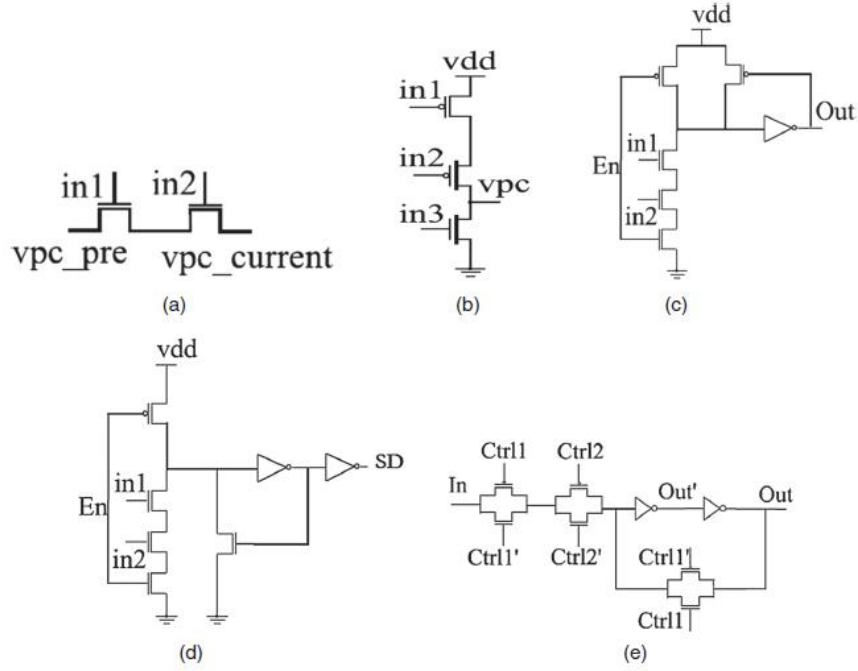 in1 in2
vpc_pre vpc_current
(a)
vdd
in1
in2
vpc
in3
(b)
vdd
Out
En
in1
in2
(c)
vdd
SD
En
in1
in2
(d)
Ctrl1 Ctrl2
In Out' Out
Ctrl1' Ctrl2' Ctrl1'
Ctrl1
(e)